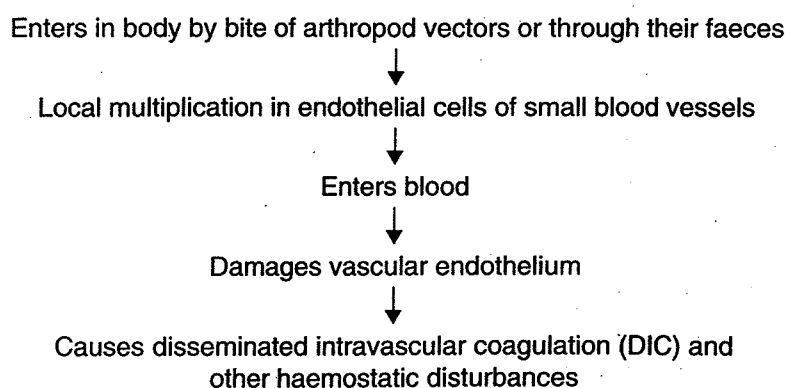 Enters in body by bite of arthropod vectors or through their faeces
Local multiplication in endothelial cells of small blood vessels
Enters blood
Damages vascular endothelium
Causes disseminated intravascular coagulation (DIC) and
other haemostatic disturbances